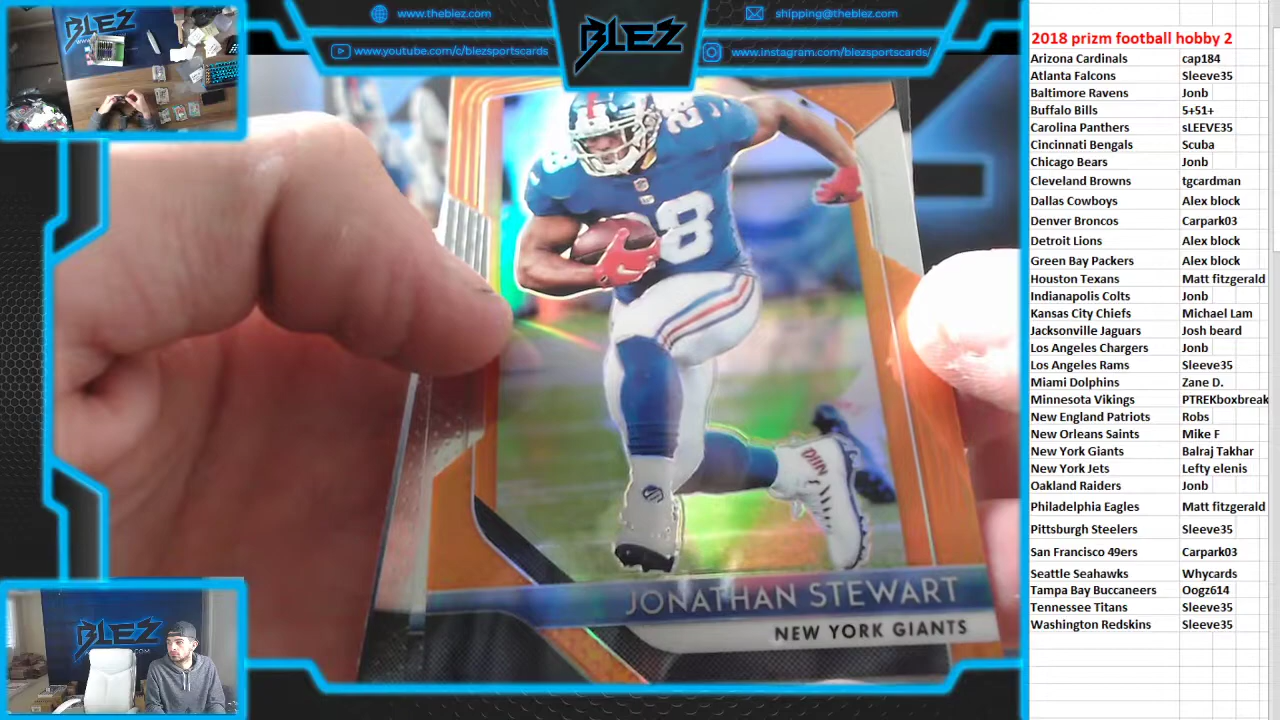 www.theblez.com
shipping@theblez.com
BLEZ
www.youtube.com/c/blezsportscards
www.instagram.com/blezsportscards/
28
28
JONATHAN STEWART
NEW YORK GIANTS
BLEZ
BLEZ
2018 prizm football hobby 2
Arizona Cardinals cap184
Atlanta Falcons Sleeve35
Baltimore Ravens Jonb
Buffalo Bills 5+51+
Carolina Panthers sLEEVE35
Cincinnati Bengals Scuba
Chicago Bears Jonb
Cleveland Browns tgcardman
Dallas Cowboys Alex block
Denver Broncos Carpark03
Detroit Lions Alex block
Green Bay Packers Alex block
Houston Texans Matt fitzgerald
Indianapolis Colts Jonb
Kansas City Chiefs Michael Lam
Jacksonville Jaguars Josh beard
Los Angeles Chargers Jonb
Los Angeles Rams Sleeve35
Miami Dolphins Zane D.
Minnesota Vikings PTREKboxbreak
New England Patriots Robs
New Orleans Saints Mike F
New York Giants Balraj Takhar
New York Jets Lefty elenis
Oakland Raiders Jonb
Philadelphia Eagles Matt fitzgerald
Pittsburgh Steelers Sleeve35
San Francisco 49ers Carpark03
Seattle Seahawks Whycards
Tampa Bay Buccaneers Oogz614
Tennessee Titans Sleeve35
Washington Redskins Sleeve35